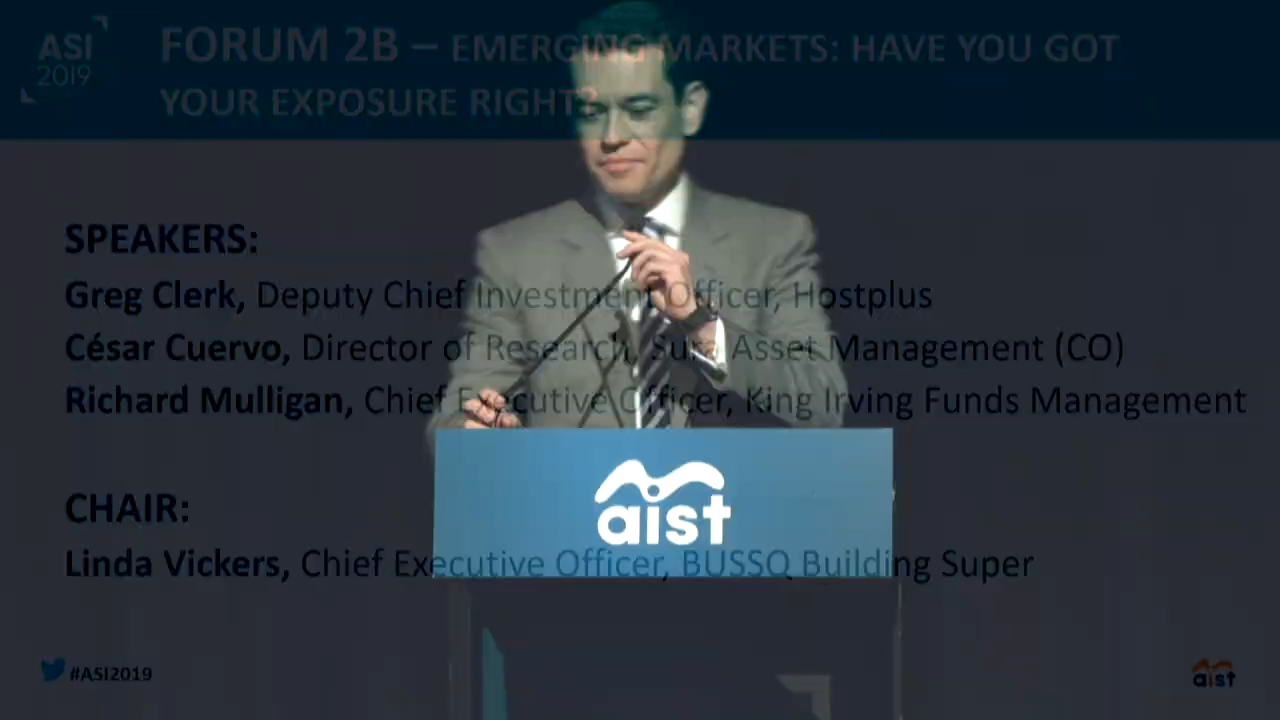 ASI
2019
FORUM 2B – EMERGING MARKETS: HAVE YOU GOT
YOUR EXPOSURE RIGHT?
SPEAKERS:
Greg Clerk, Deputy Chief Investment Officer, Hostplus
César Cuervo, Director of Research, Sura Asset Management (CO)
Richard Mulligan, Chief Executive Officer, King Irving Funds Management
aist
CHAIR:
Linda Vickers, Chief Executive Officer, BUSSQ Building Super
#ASI2019
aist